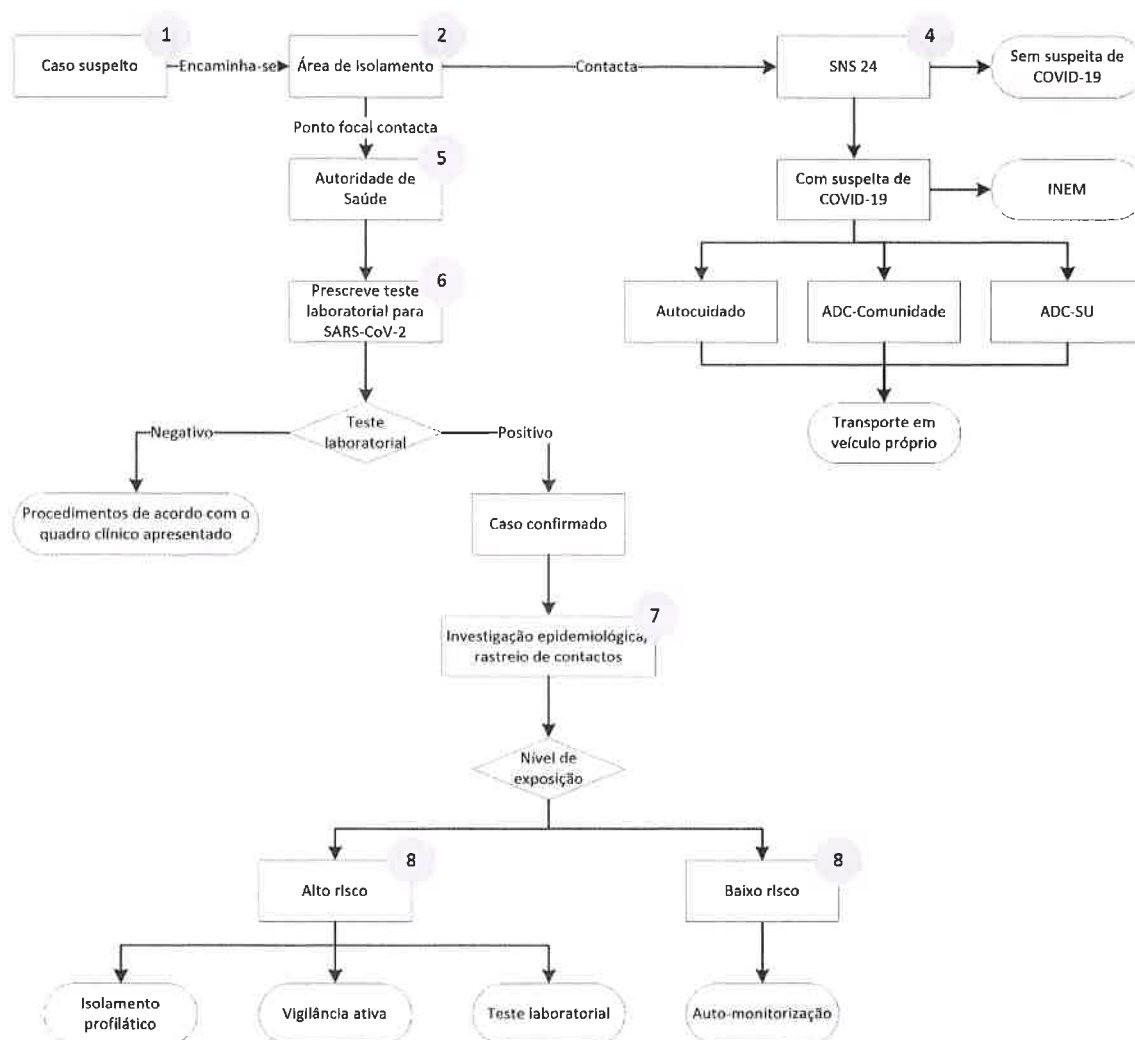 1
2
4
Caso suspeito
Encaminha-se
Área de isolamento
Contacta
SNS 24
Sem suspeita de
COVID-19
Ponto focal contacta
5
Autoridade de
Saúde
Com suspeita de
COVID-19
INEM
6
Prescreve teste
laboratorial para
SARS-CoV-2
Autocuidado
ADC-Comunidade
ADC-SU
Negativo
Teste
laboratorial
Positivo
Transporte em
veículo próprio
Procedimentos de acordo com o
quadro clínico apresentado
Caso confirmado
7
Investigação epidemiológica,
rastreio de contactos
Nível de
exposição
8
8
Alto risco
Baixo risco
Isolamento
profilático
Vigilância ativa
Teste laboratorial
Auto-monitorização